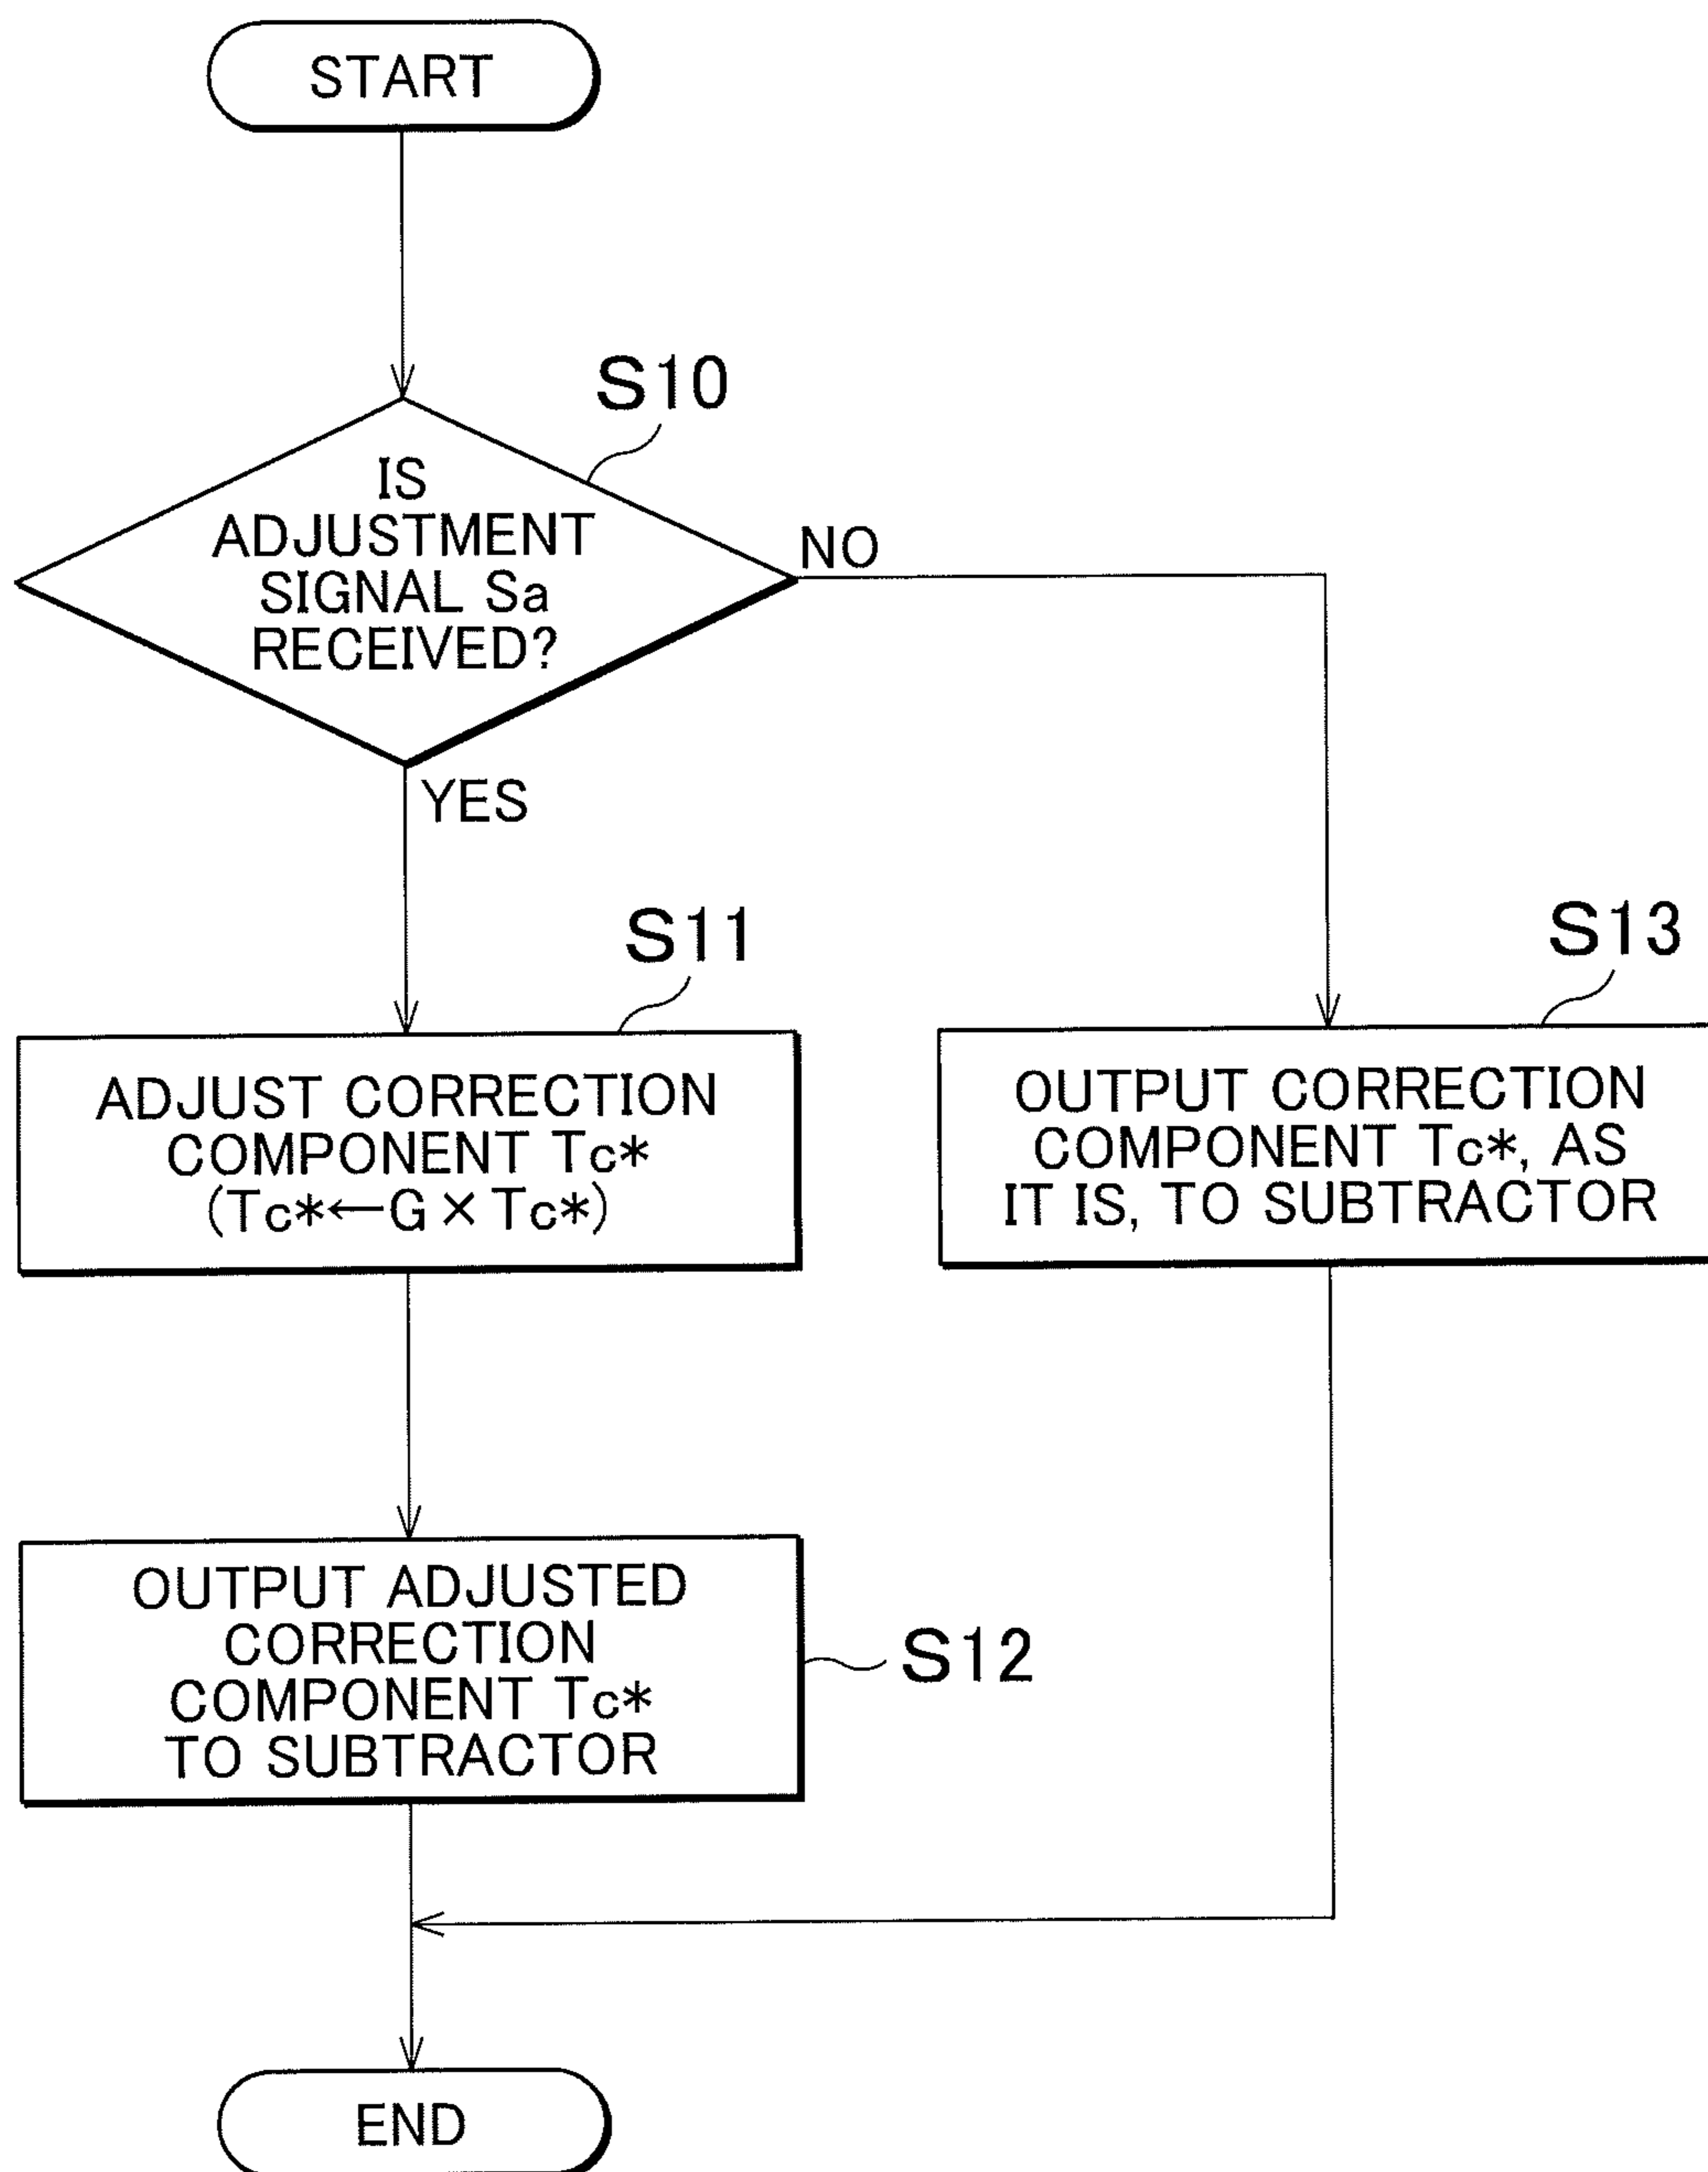 START
S10
IS
ADJUSTMENT
SIGNAL Sa
RECEIVED?
NO
YES
S11
ADJUST CORRECTION
COMPONENT Tc*
(Tc*←G×Tc*)
S13
OUTPUT CORRECTION
COMPONENT Tc*, AS
IT IS, TO SUBTRACTOR
OUTPUT ADJUSTED
CORRECTION
COMPONENT Tc*
TO SUBTRACTOR
S12
END